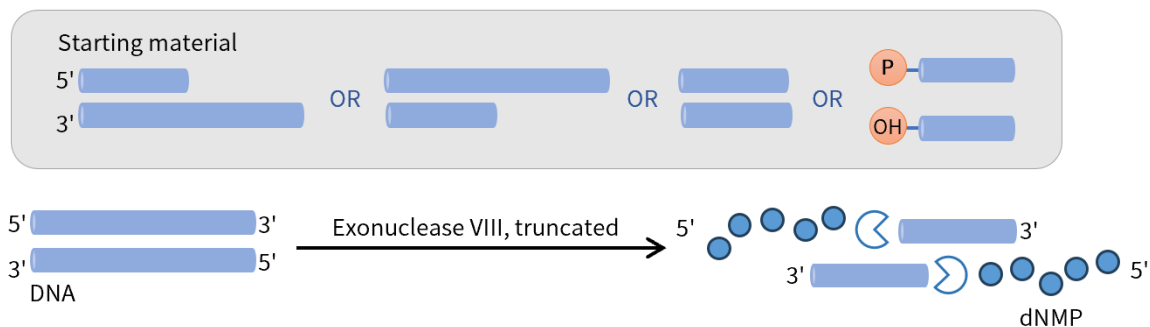 Starting material
5'
3'
OR
OR
OR
P
OH
5'
3'
3'
5'
DNA
Exonuclease VIII, truncated
5'
3'
3'
5'
dNMP